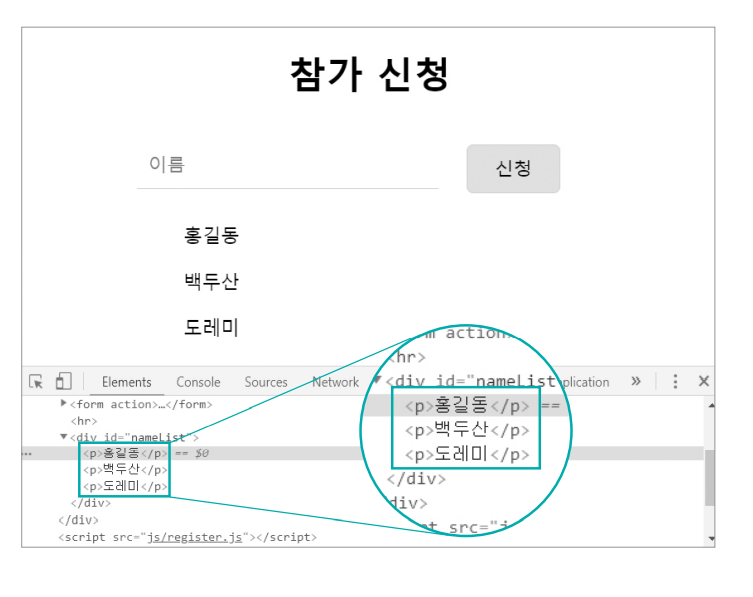 참가 신청
이름
신청
홍길동
백두산
도레미
Elements Console Sources Network plication »
▶<form action>…</form>
<hr>
▼<div id="nameList">
<p>홍길동</p> == $0
<p>백두산</p>
<p>도레미</p>
</div>
</div>
<script src="js/register.js"></script>
m action>
<hr>
▼<div id="nameList
<p>홍길동</p> ==
<p>백두산</p>
<p>도레미</p>
</div>
div>
pt src="j